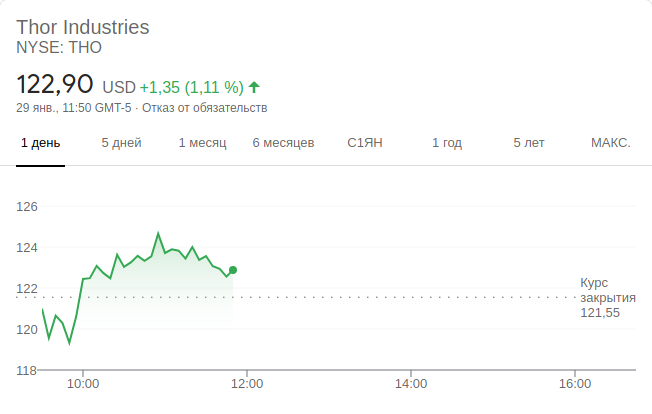 Thor Industries
NYSE: THO
122,90 USD +1,35 (1,11 %)
29 янв., 11:50 GMT-5 · Отказ от обязательств
1 день 5 дней 1 месяц 6 месяцев С1ЯН 1 год 5 лет МАКС.
126
124
122
120
118
Курс
закрытия
121,55
10:00 12:00 14:00 16:00